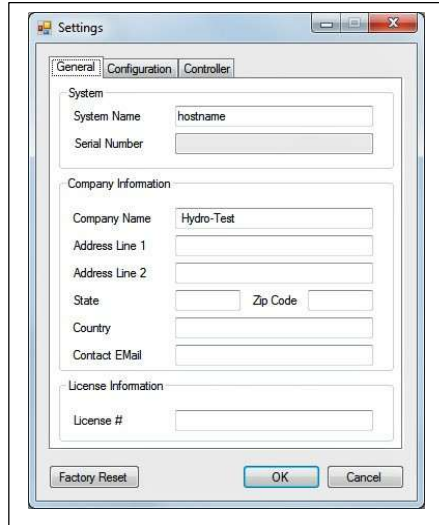 Settings
General Configuration Controller
System
System Name hostname
Serial Number
Company Information
Company Name Hydro-Test
Address Line 1
Address Line 2
State Zip Code
Country
Contact EMail
License Information
License #
Factory Reset OK Cancel